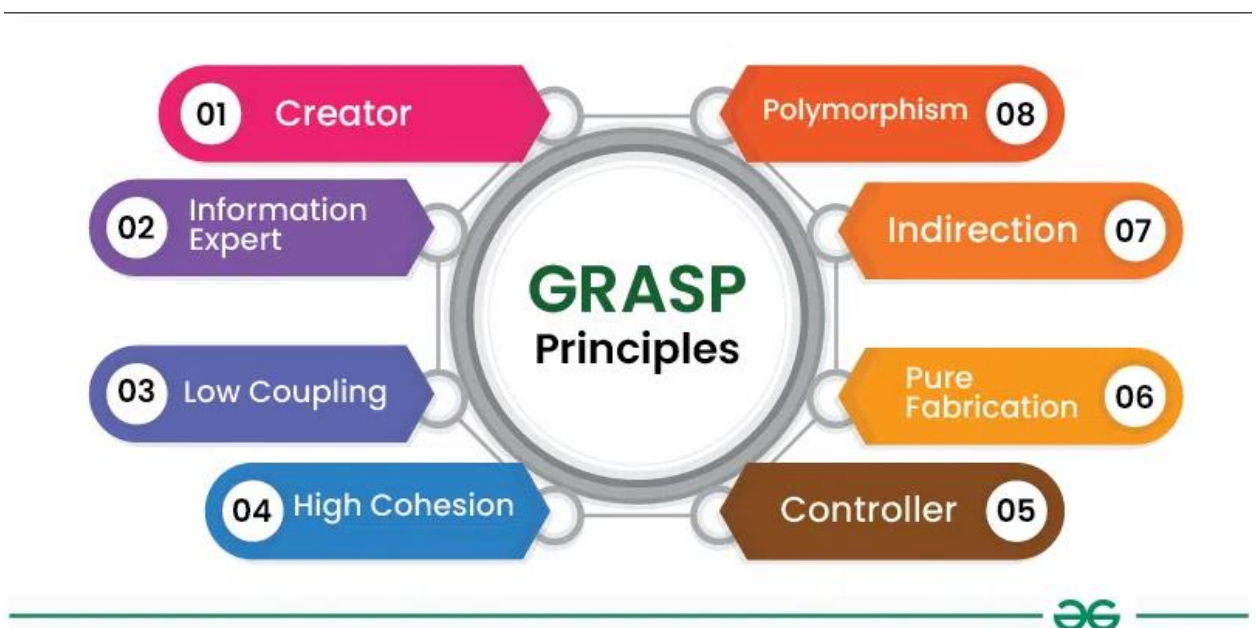 01 Creator
02 Information
Expert
03 Low Coupling
04 High Cohesion
GRASP
Principles
Polymorphism 08
Indirection 07
Pure
Fabrication 06
Controller 05